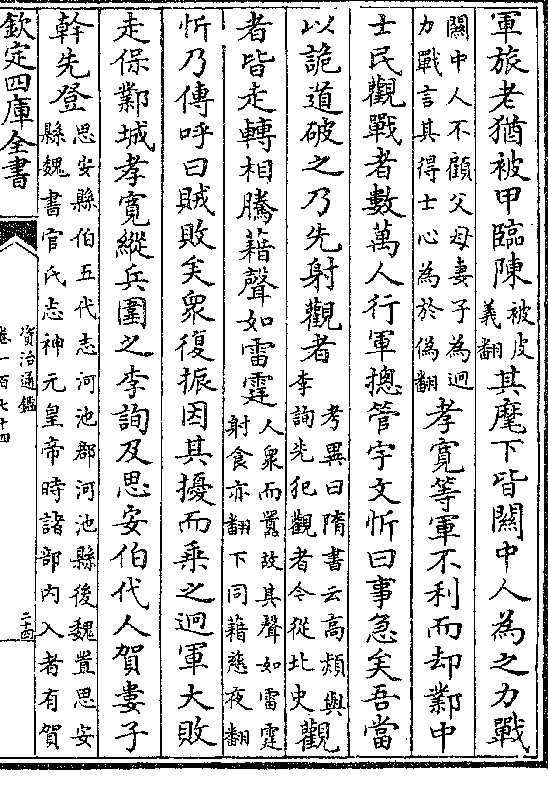 軍旅老猶被甲臨陳被皮義翻其麾下皆關中人為之力戰
關中人不顧父母妻子為迥力戰言其得士心為於偽翻孝寛等軍不利而却鄴中
士民觀戰者數萬人行軍摠管宇文忻曰事急矣吾當
以詭道破之乃先射觀者考異曰隋書云高熲與李詢先犯觀者今從北史觀
者皆走轉相騰藉聲如雷霆人衆而囂故其聲如雷霆射食亦翻下同藉慈夜翻
忻乃傳呼曰賊敗矣衆復振因其擾而乘之迥軍大敗
走保鄴城孝寛縱兵圍之李詢及思安伯代人賀婁子
幹先登思安縣伯五代志河池郡河池縣後魏置思安縣魏書官氏志神元皇帝時諸部内入者有賀
欽定四庫全書
資治通鑑
卷一百七十四
二十四